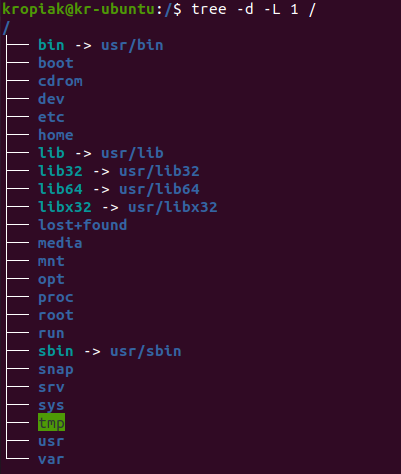 kropiak@kr-ubuntu:/$ tree -d -L 1 /
/
├── bin -> usr/bin
├── boot
├── cdrom
├── dev
├── etc
├── home
├── lib -> usr/lib
├── lib32 -> usr/lib32
├── lib64 -> usr/lib64
├── libx32 -> usr/libx32
├── lost+found
├── media
├── mnt
├── opt
├── proc
├── root
├── run
├── sbin -> usr/sbin
├── snap
├── srv
├── sys
├── tmp
├── usr
└── var